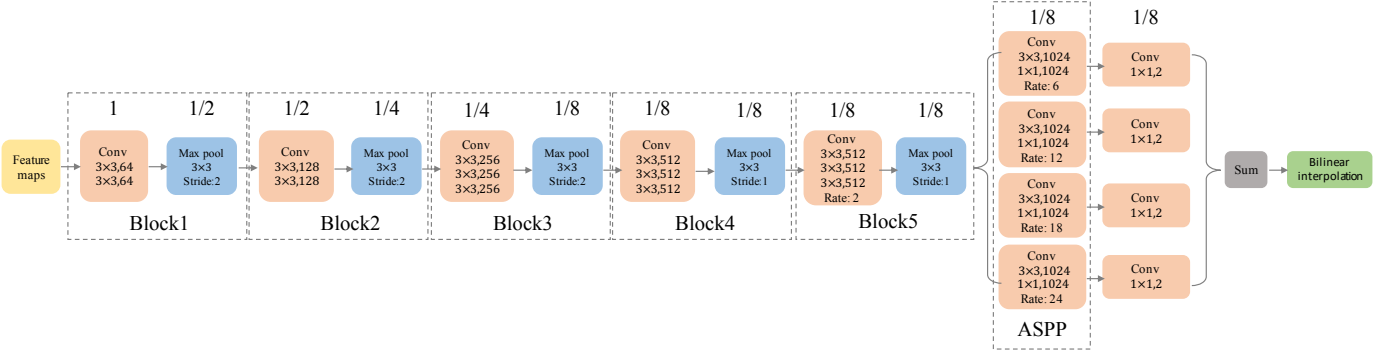 Feature
maps
1
1/2
Conv
3×3,64
3×3,64
Max pool
3×3
Stride:2
Block1
1/2
1/4
Conv
3×3,128
3×3,128
Max pool
3×3
Stride:2
Block2
1/4
1/8
Conv
3×3,256
3×3,256
3×3,256
Max pool
3×3
Stride:2
Block3
1/8
1/8
Conv
3×3,512
3×3,512
3×3,512
Max pool
3×3
Stride:1
Block4
1/8
1/8
Conv
3×3,512
3×3,512
3×3,512
Rate: 2
Max pool
3×3
Stride:1
Block5
1/8
Conv
3×3,1024
1×1,1024
Rate: 6
Conv
3×3,1024
1×1,1024
Rate: 12
Conv
3×3,1024
1×1,1024
Rate: 18
Conv
3×3,1024
1×1,1024
Rate: 24
ASPP
1/8
Conv
1×1,2
Conv
1×1,2
Conv
1×1,2
Conv
1×1,2
Sum
Bilinear
interpolation